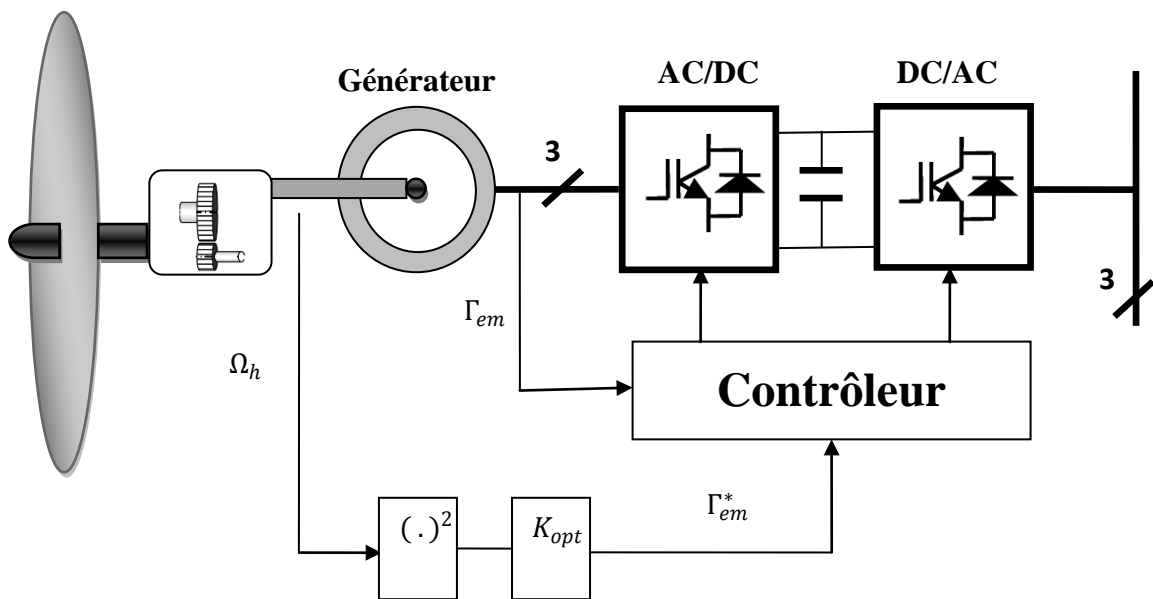 AC/DC
DC/AC
Générateur
3
3
Γ_em
Ω_h
Contrôleur
(.)²
K_opt
Γ*_em